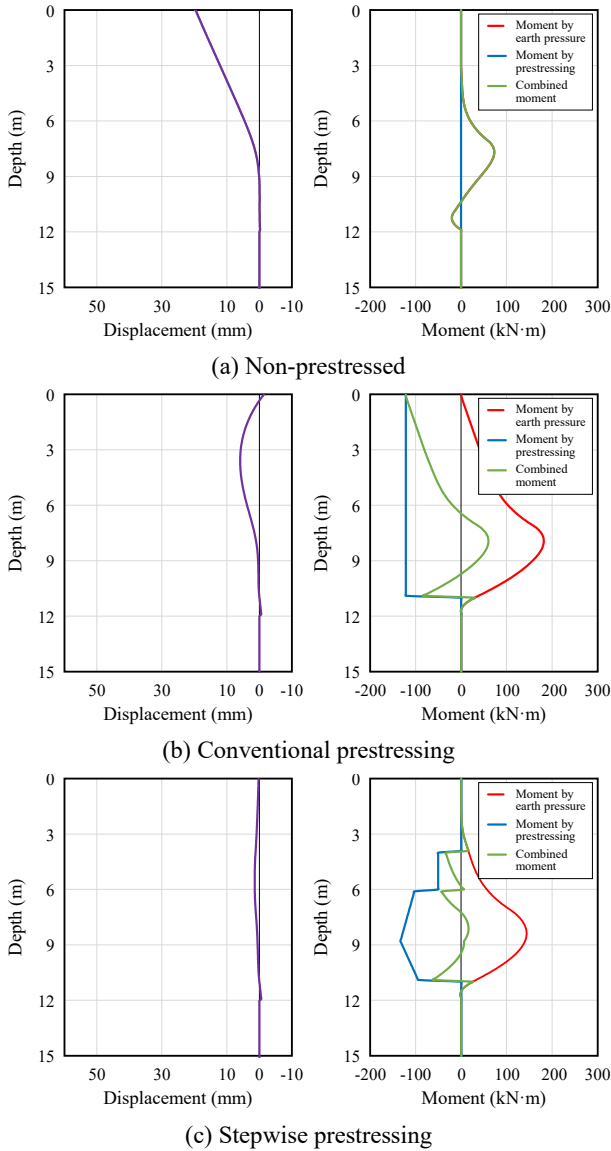 0
3
6
9
12
15
Depth (m)
50
30
10
0
-10
Displacement (mm)
0
3
6
9
12
15
Depth (m)
Moment by
earth pressure
Moment by
prestressing
Combined
moment
-200
-100
0
100
200
300
Moment (kN·m)
(a) Non-prestressed
0
3
6
9
12
15
Depth (m)
50
30
10
0
-10
Displacement (mm)
0
3
6
9
12
15
Depth (m)
Moment by
earth pressure
Moment by
prestressing
Combined
moment
-200
-100
0
100
200
300
Moment (kN·m)
(b) Conventional prestressing
0
3
6
9
12
15
Depth (m)
50
30
10
0
-10
Displacement (mm)
0
3
6
9
12
15
Depth (m)
Moment by
earth pressure
Moment by
prestressing
Combined
moment
-200
-100
0
100
200
300
Moment (kN·m)
(c) Stepwise prestressing